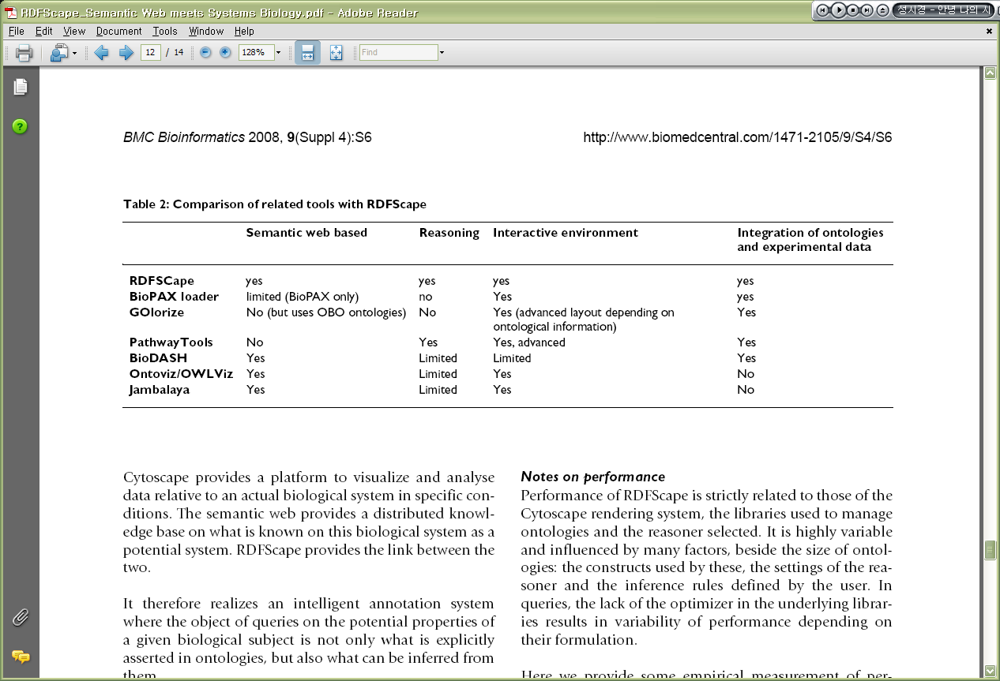 RDFScape_Semantic Web meets Systems Biology.pdf - Adobe Reader
성시경 - 안녕 나의 사
File Edit View Document Tools Window Help
12 / 14 128% Find
BMC Bioinformatics 2008, 9(Suppl 4):S6 http://www.biomedcentral.com/1471-2105/9/S4/S6
Table 2: Comparison of related tools with RDFScape
Semantic web based Reasoning Interactive environment Integration of ontologies
and experimental data
RDFSCape yes yes yes yes
BioPAX loader limited (BioPAX only) no Yes yes
GOlorize No (but uses OBO ontologies) No Yes (advanced layout depending on Yes
ontological information)
PathwayTools No Yes Yes, advanced Yes
BioDASH Yes Limited Limited Yes
Ontoviz/OWLViz Yes Limited Yes No
Jambalaya Yes Limited Yes No
Cytoscape provides a platform to visualize and analyse
data relative to an actual biological system in specific con-
ditions. The semantic web provides a distributed knowl-
edge base on what is known on this biological system as a
potential system. RDFScape provides the link between the
two.
It therefore realizes an intelligent annotation system
where the object of queries on the potential properties of
a given biological subject is not only what is explicitly
asserted in ontologies, but also what can be inferred from
them.
Notes on performance
Performance of RDFScape is strictly related to those of the
Cytoscape rendering system, the libraries used to manage
ontologies and the reasoner selected. It is highly variable
and influenced by many factors, beside the size of ontol-
ogies: the constructs used by these, the settings of the rea-
soner and the inference rules defined by the user. In
queries, the lack of the optimizer in the underlying librar-
ies results in variability of performance depending on
their formulation.
Here we provide some empirical measurement of per-